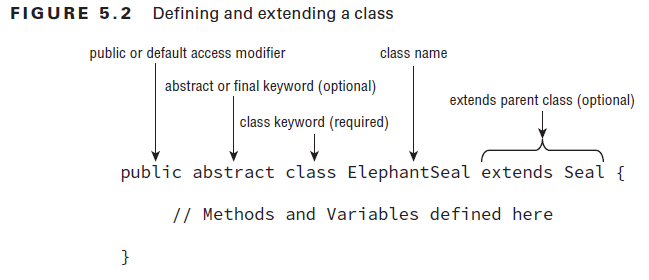 FIGURE 5.2 Defining and extending a class
public or default access modifier
class name
abstract or final keyword (optional)
extends parent class (optional)
class keyword (required)
public abstract class ElephantSeal extends Seal {
// Methods and Variables defined here
}